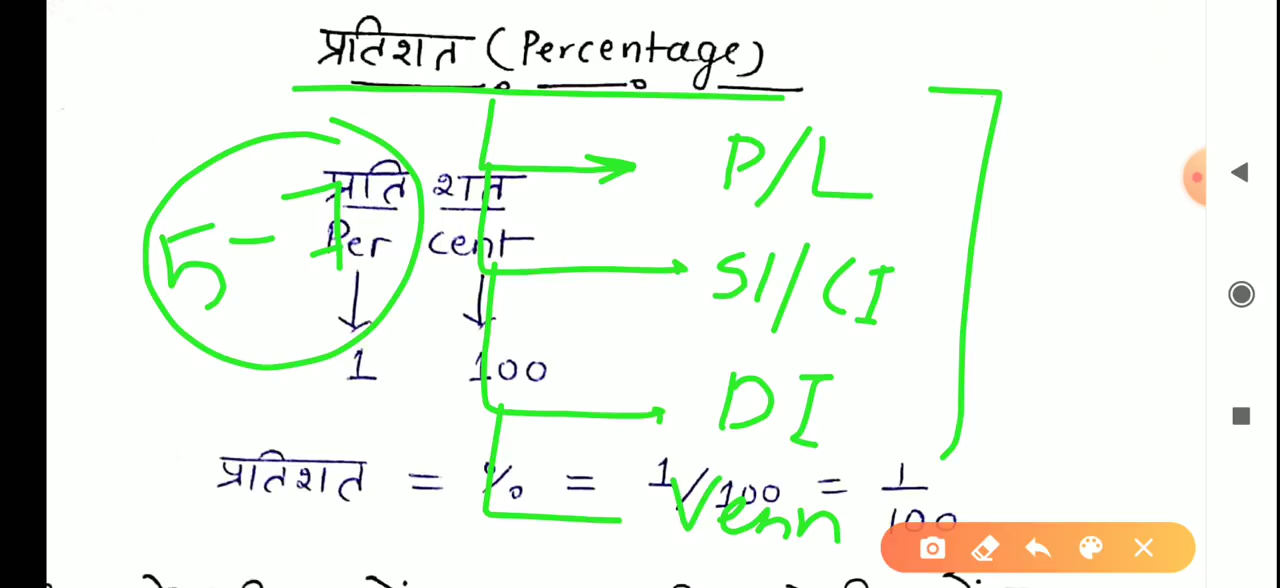 प्रतिशत (Percentage)
P/L
5-7
प्रति शत
Per cent
SI/CI
1 100
DI
प्रतिशत = % = 1/100 = 1/100
Venn